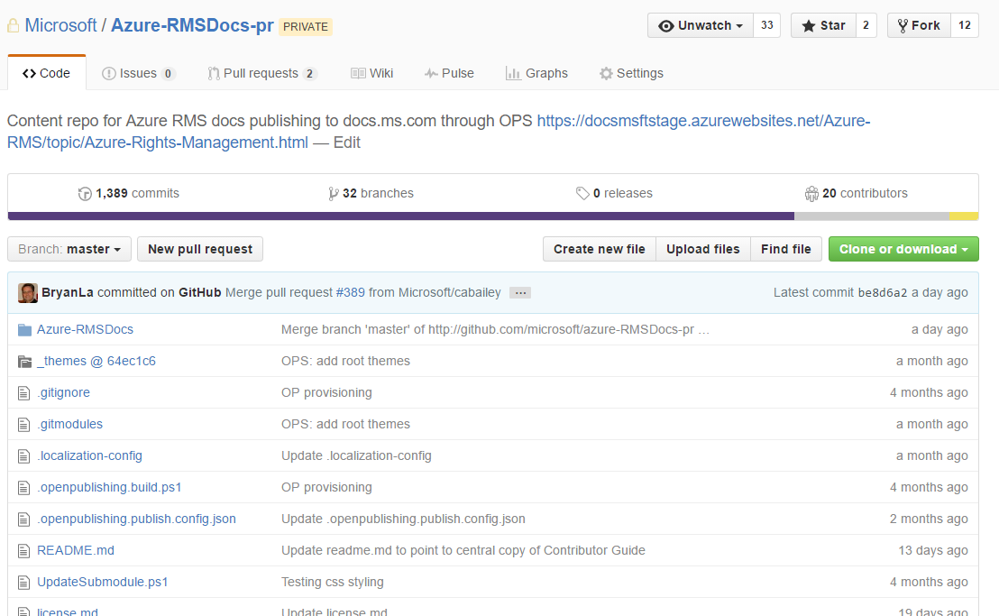 Microsoft / Azure-RMSDocs-pr PRIVATE Unwatch 33 Star 2 Fork 12
Code Issues 0 Pull requests 2 Wiki Pulse Graphs Settings
Content repo for Azure RMS docs publishing to docs.ms.com through OPS https://docsmsftstage.azurewebsites.net/Azure-
RMS/topic/Azure-Rights-Management.html — Edit
1,389 commits 32 branches 0 releases 20 contributors
Branch: master New pull request Create new file Upload files Find file Clone or download
BryanLa committed on GitHub Merge pull request #389 from Microsoft/cabailey ... Latest commit be8d6a2 a day ago
Azure-RMSDocs Merge branch 'master' of http://github.com/microsoft/azure-RMSDocs-pr ... a day ago
_themes @ 64ec1c6 OPS: add root themes a month ago
.gitignore OP provisioning 4 months ago
.gitmodules OPS: add root themes a month ago
.localization-config Update .localization-config a month ago
.openpublishing.build.ps1 OP provisioning 4 months ago
.openpublishing.publish.config.json Update .openpublishing.publish.config.json 2 months ago
README.md Update readme.md to point to central copy of Contributor Guide 13 days ago
UpdateSubmodule.ps1 Testing css styling 4 months ago
license.md Update license.md 19 days ago